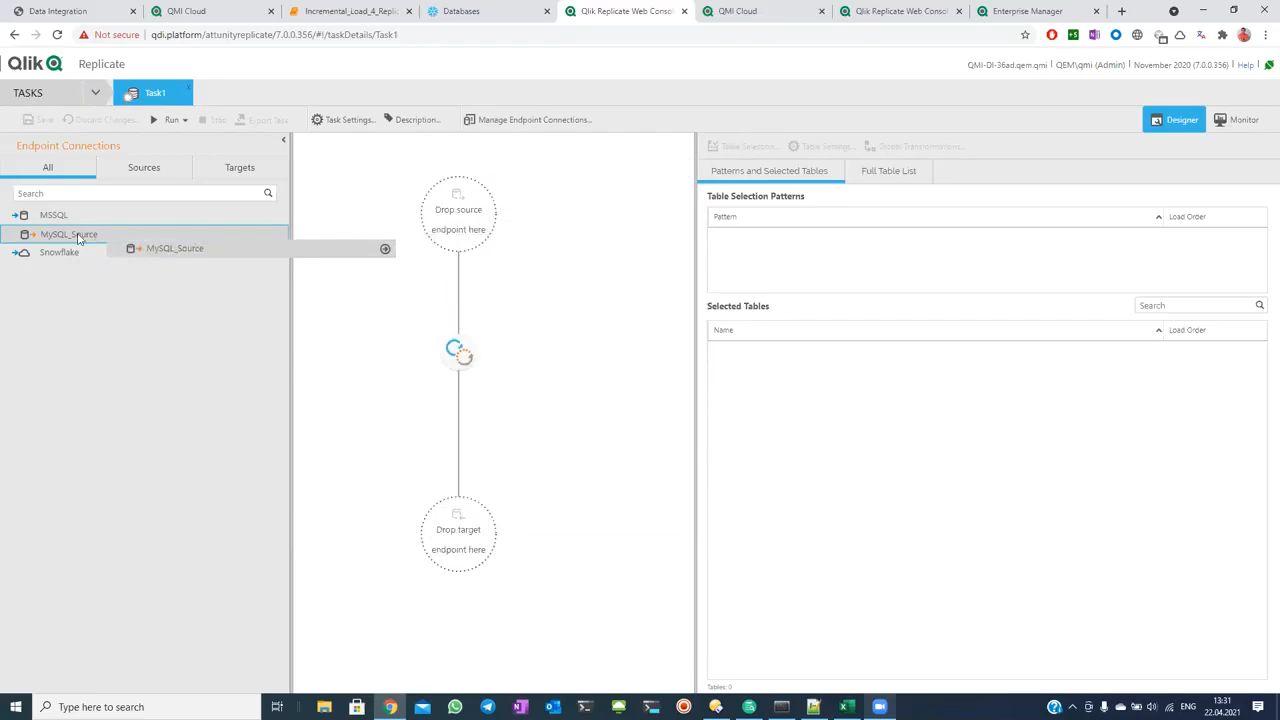 Data Integration
QMI Cloud
Incremental_Load_4_Repli
Databases
Qlik Replicate Web Consol
QMI Cloud
Qlik Replicate Web Consol
Enterprise Manager
Not secure
qdi.platform/attunityreplicate/7.0.0.356/#!/taskDetails/Task1
Qlik Replicate
QMI-DI-36ad.qem.qmi
QEM\qmi (Admin)
November 2020 (7.0.0.356)
Help
TASKS
Task1
Save
Discard Changes...
Run
Stop
Export Task
Task Settings...
Description...
Manage Endpoint Connections...
Designer
Monitor
Endpoint Connections
All
Sources
Targets
Search
MSSQL
MySQL_Source
MySQL_Source
Snowflake
Drop source
endpoint here
Drop target
endpoint here
Table Selection...
Table Settings...
Global Transformations...
Patterns and Selected Tables
Full Table List
Table Selection Patterns
Pattern
Load Order
Selected Tables
Search
Name
Load Order
Tables: 0
Type here to search
ENG
13:31
22.04.2021